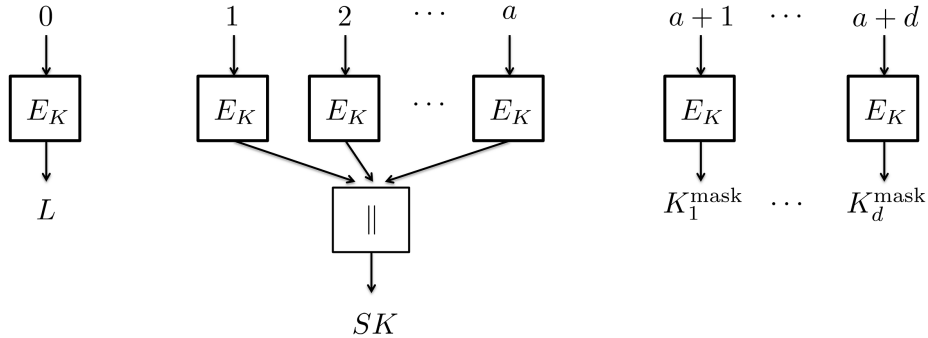 0 1 2 ⋯ a a + 1 ⋯ a + d
E_K E_K E_K ⋯ E_K E_K E_K
L ∥ K_1^mask ⋯ K_d^mask
SK